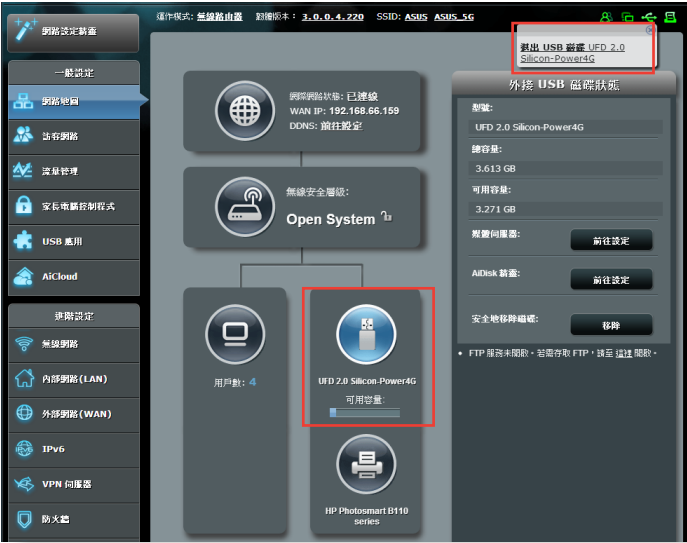 網路設定精靈
運作模式: 無線路由器 韌體版本: 3.0.0.4.220 SSID: ASUS ASUS_5G
退出 USB 磁碟 UFD 2.0
Silicon-Power4G
一般設定
網路地圖
訪客網路
流量管理
家長電腦控制程式
USB 應用
AiCloud
進階設定
無線網路
內部網路(LAN)
外部網路(WAN)
IPv6
VPN 伺服器
防火牆
網際網路狀態: 已連線
WAN IP: 192.168.66.159
DDNS: 前往設定
無線安全層級:
Open System
用戶數: 4
UFD 2.0 Silicon-Power4G
可用容量:
HP Photosmart B110
series
外接 USB 磁碟狀態
型號:
UFD 2.0 Silicon-Power4G
總容量:
3.613 GB
可用容量:
3.271 GB
媒體伺服器:
前往設定
AiDisk 精靈:
前往設定
安全地移除磁碟:
移除
• FTP 服務未開啟。若需存取 FTP，請至 這裡 開啟。